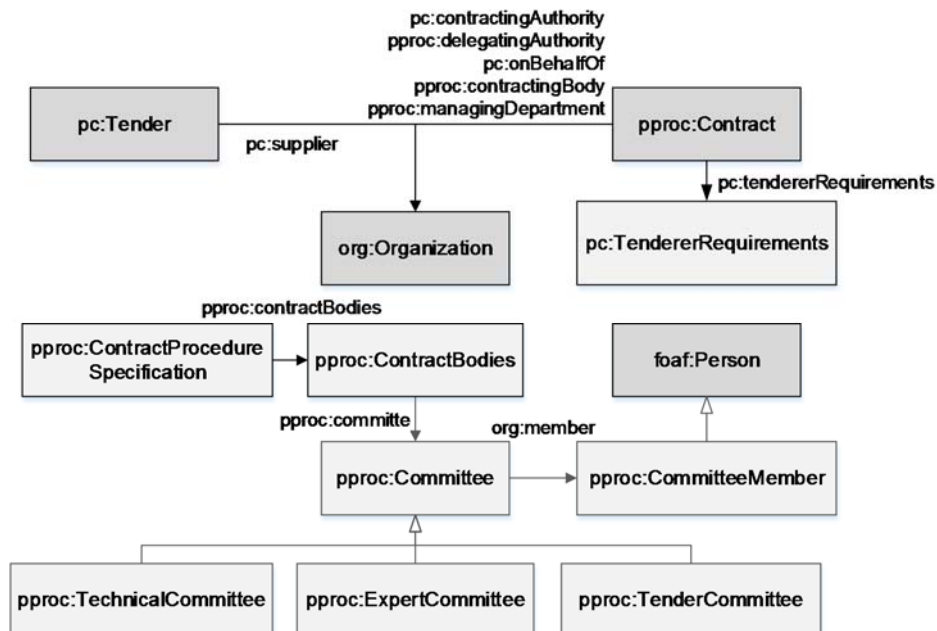 pc:contractingAuthority
pproc:delegatingAuthority
pc:onBehalfOf
pproc:contractingBody
pproc:managingDepartment
pc:Tender
pc:supplier
pproc:Contract
pc:tendererRequirements
org:Organization
pc:TendererRequirements
pproc:contractBodies
pproc:ContractProcedure
Specification
pproc:ContractBodies
foaf:Person
pproc:committe
org:member
pproc:Committee
pproc:CommitteeMember
pproc:TechnicalCommittee
pproc:ExpertCommittee
pproc:TenderCommittee